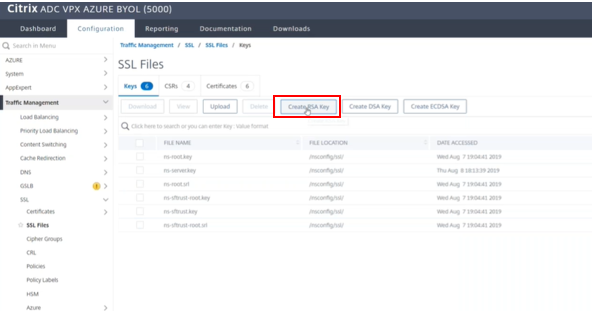 Citrix ADC VPX AZURE BYOL (5000)
Dashboard Configuration Reporting Documentation Downloads
Search in Menu
Traffic Management / SSL / SSL Files / Keys
AZURE
System
AppExpert
Traffic Management
Load Balancing
Priority Load Balancing
Content Switching
Cache Redirection
DNS
GSLB
SSL
Certificates
SSL Files
Cipher Groups
CRL
Policies
Policy Labels
HSM
Azure
SSL Files
Keys 6 CSRs 4 Certificates 6
Download View Upload Delete Create RSA Key Create DSA Key Create ECDSA Key
Click here to search or you can enter Key : Value format
FILE NAME FILE LOCATION DATE ACCESSED
ns-root.key /nsconfig/ssl/ Wed Aug 7 19:04:41 2019
ns-server.key /nsconfig/ssl/ Thu Aug 8 18:13:39 2019
ns-root.srl /nsconfig/ssl/ Wed Aug 7 19:04:41 2019
ns-sftrust-root.key /nsconfig/ssl/ Wed Aug 7 19:04:41 2019
ns-sftrust.key /nsconfig/ssl/ Wed Aug 7 19:04:41 2019
ns-sftrust-root.srl /nsconfig/ssl/ Wed Aug 7 19:04:41 2019